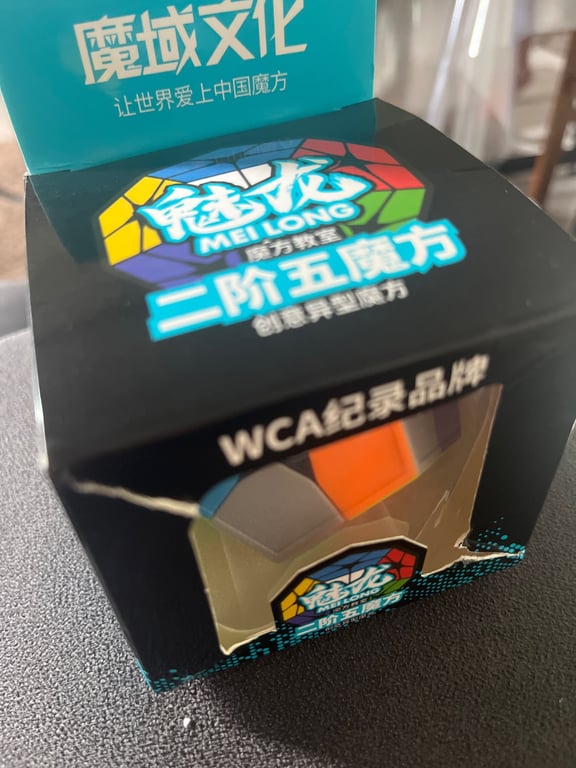 魔域文化
让世界爱上中国魔方
魅龙
MEI LONG
魔方教室
二阶五魔方
创意异型魔方
WCA纪录品牌
魅龙
MEI LONG
二阶五魔方